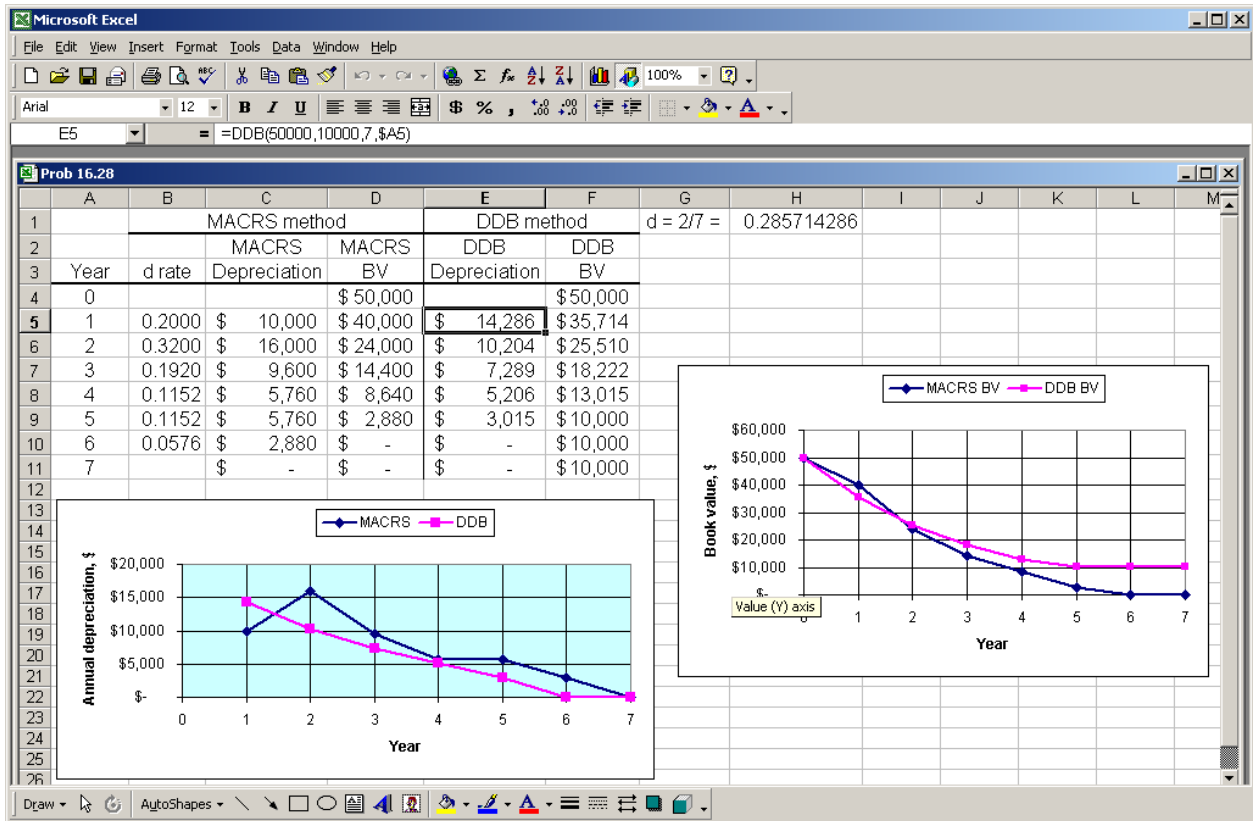 Microsoft Excel
File Edit View Insert Format Tools Data Window Help
100%
Arial 12 B I U $ % ,
E5 = =DDB(50000,10000,7,$A5)
Prob 16.28
A B C D E F G H I J K L M
1 MACRS method DDB method d = 2/7 = 0.285714286
2 MACRS MACRS DDB DDB
3 Year d rate Depreciation BV Depreciation BV
4 0 $ 50,000 $50,000
5 1 0.2000 $ 10,000 $ 40,000 $ 14,286 $35,714
6 2 0.3200 $ 16,000 $ 24,000 $ 10,204 $25,510
7 3 0.1920 $ 9,600 $ 14,400 $ 7,289 $18,222
8 4 0.1152 $ 5,760 $ 8,640 $ 5,206 $13,015
9 5 0.1152 $ 5,760 $ 2,880 $ 3,015 $10,000
10 6 0.0576 $ 2,880 $ - $ - $10,000
11 7 $ - $ - $ - $10,000
12
13
14
15
16
17
18
19
20
21
22
23
24
25
26
MACRS BV DDB BV
Book value, $
$60,000
$50,000
$40,000
$30,000
$20,000
$10,000
$-
Value (Y) axis
0 1 2 3 4 5 6 7
Year
MACRS DDB
Annual depreciation, $
$20,000
$15,000
$10,000
$5,000
$-
0 1 2 3 4 5 6 7
Year
Draw AutoShapes A